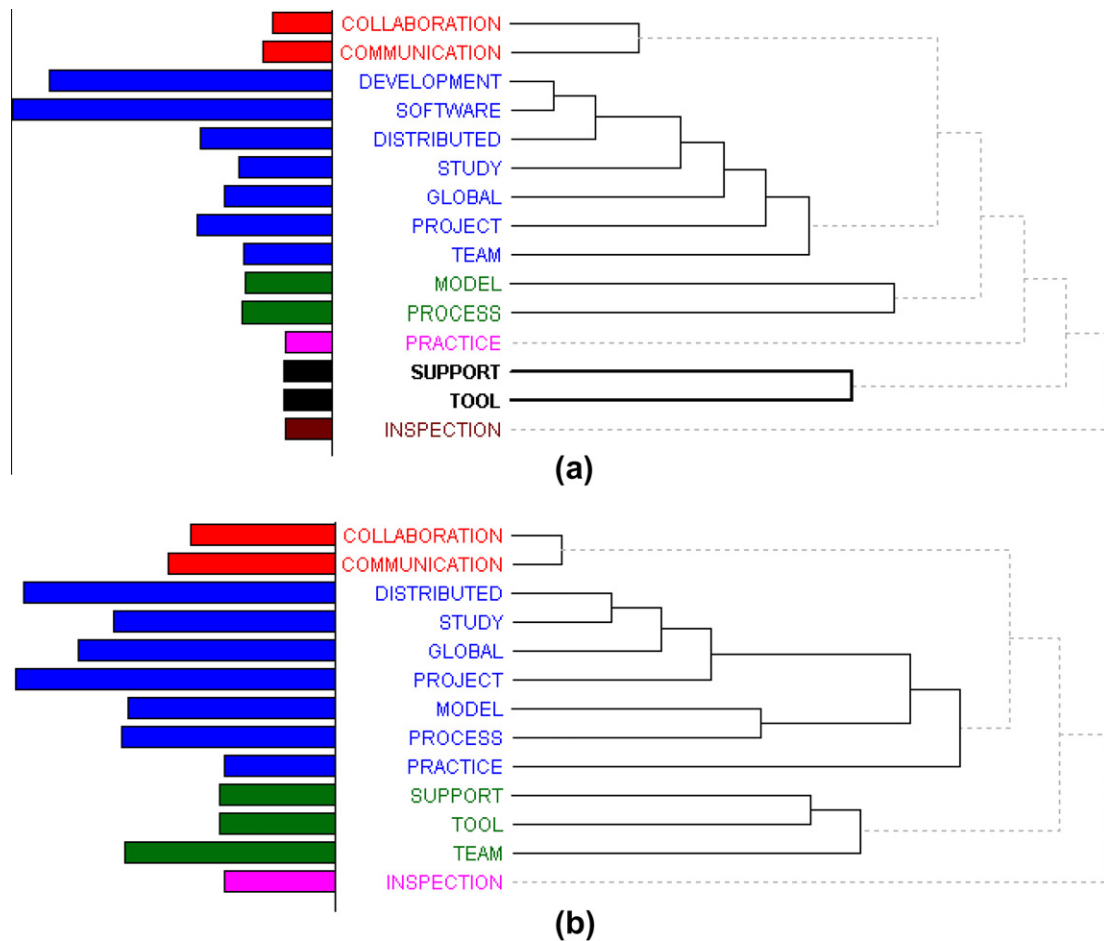 COLLABORATION
COMMUNICATION
DEVELOPMENT
SOFTWARE
DISTRIBUTED
STUDY
GLOBAL
PROJECT
TEAM
MODEL
PROCESS
PRACTICE
SUPPORT
TOOL
INSPECTION
(a)
COLLABORATION
COMMUNICATION
DISTRIBUTED
STUDY
GLOBAL
PROJECT
MODEL
PROCESS
PRACTICE
SUPPORT
TOOL
TEAM
INSPECTION
(b)